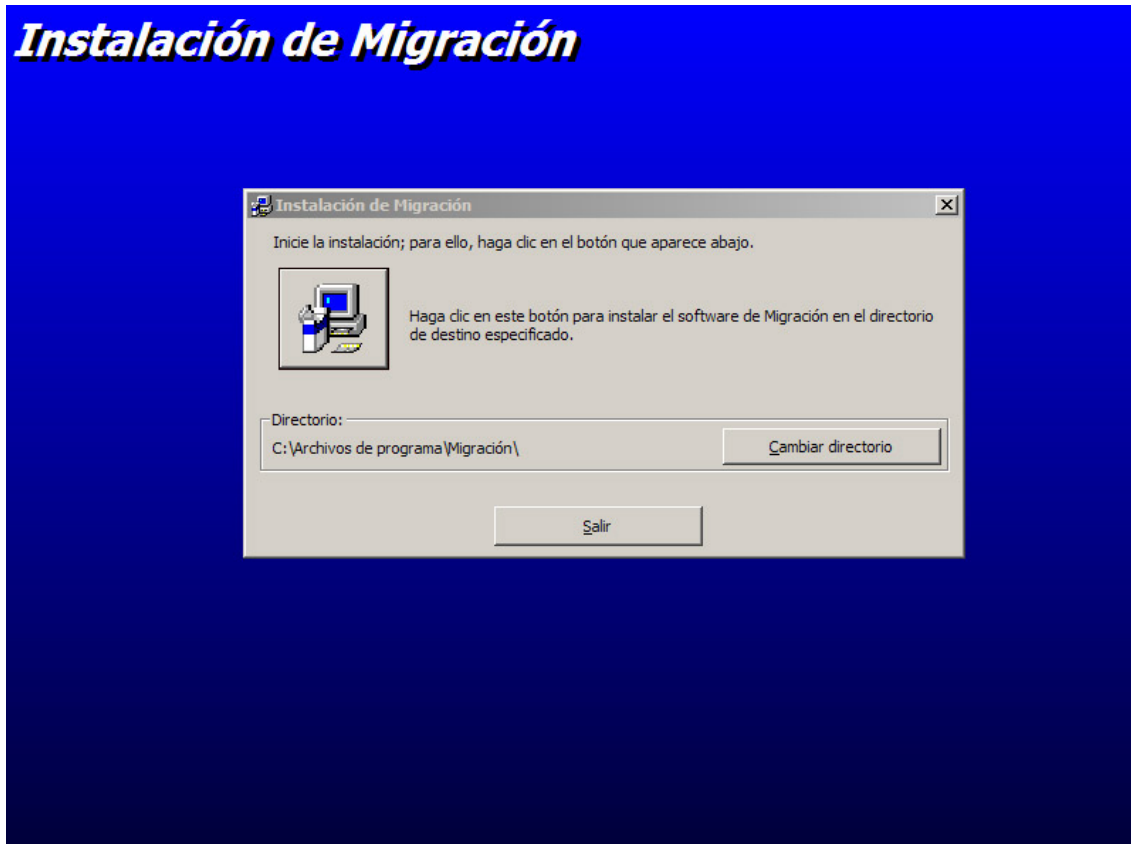 Instalación de Migración
Instalación de Migración
Inicie la instalación; para ello, haga clic en el botón que aparece abajo.
Haga clic en este botón para instalar el software de Migración en el directorio
de destino especificado.
Directorio:
C:\Archivos de programa\Migración\
Cambiar directorio
Salir